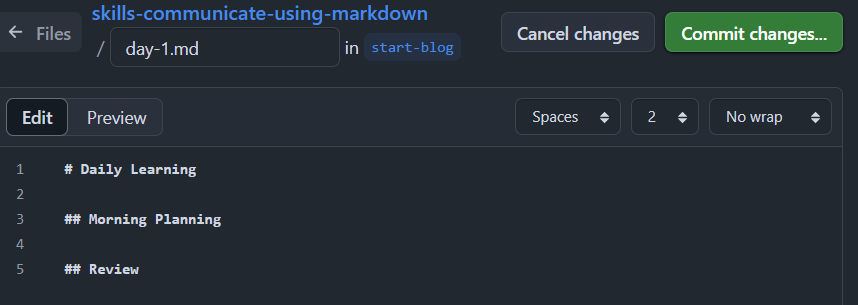 skills-communicate-using-markdown
Files
/ day-1.md in start-blog
Cancel changes
Commit changes...
Edit
Preview
Spaces
2
No wrap
1 # Daily Learning
2
3 ## Morning Planning
4
5 ## Review